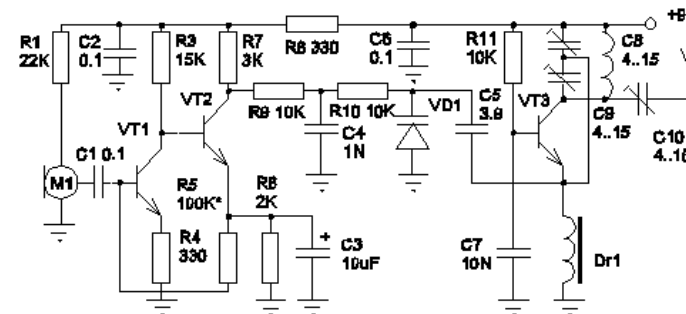 R1
22K
C2
0.1
R3
15K
R7
3K
R8 330
C6
0.1
R11
10K
C8
4..15
VT2
VT1
R9 10K
R10 10K
VD1
C5
3.9
VT3
C9
4..15
C4
1N
C10
4..15
C1 0.1
M1
R5
100K*
R6
2K
R4
330
+
C3
10uF
C7
10N
Dr1